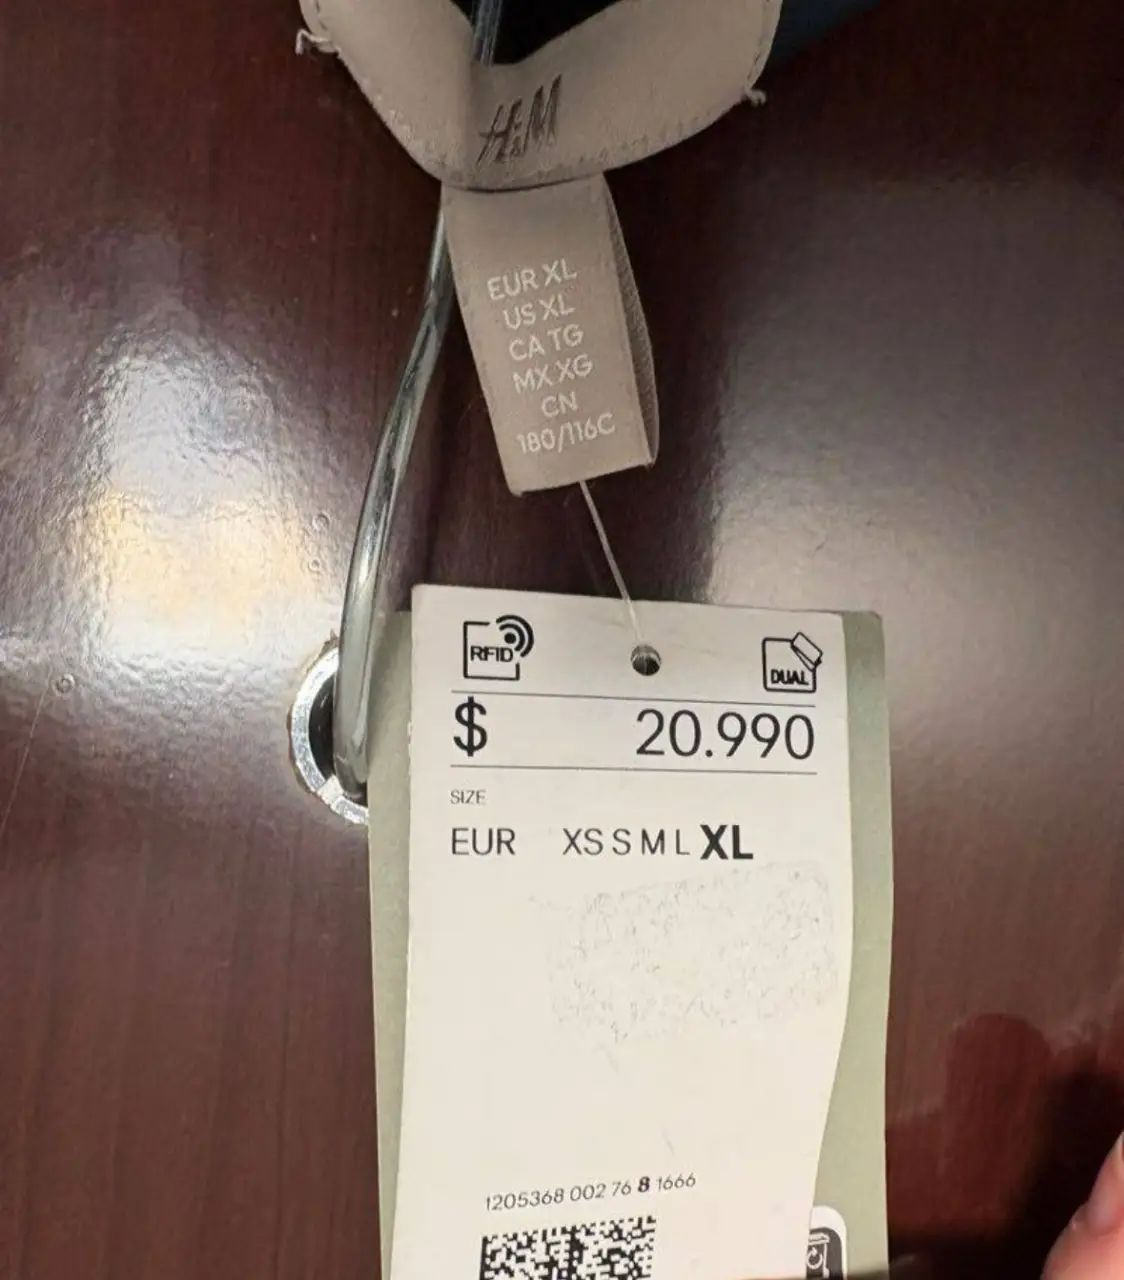 H&M
EUR XL
US XL
CA TG
MX XG
CN
180/116C
RFID
DUAL
$ 20.990
SIZE
EUR XS S M L XL
1205368 002 76 8 1666